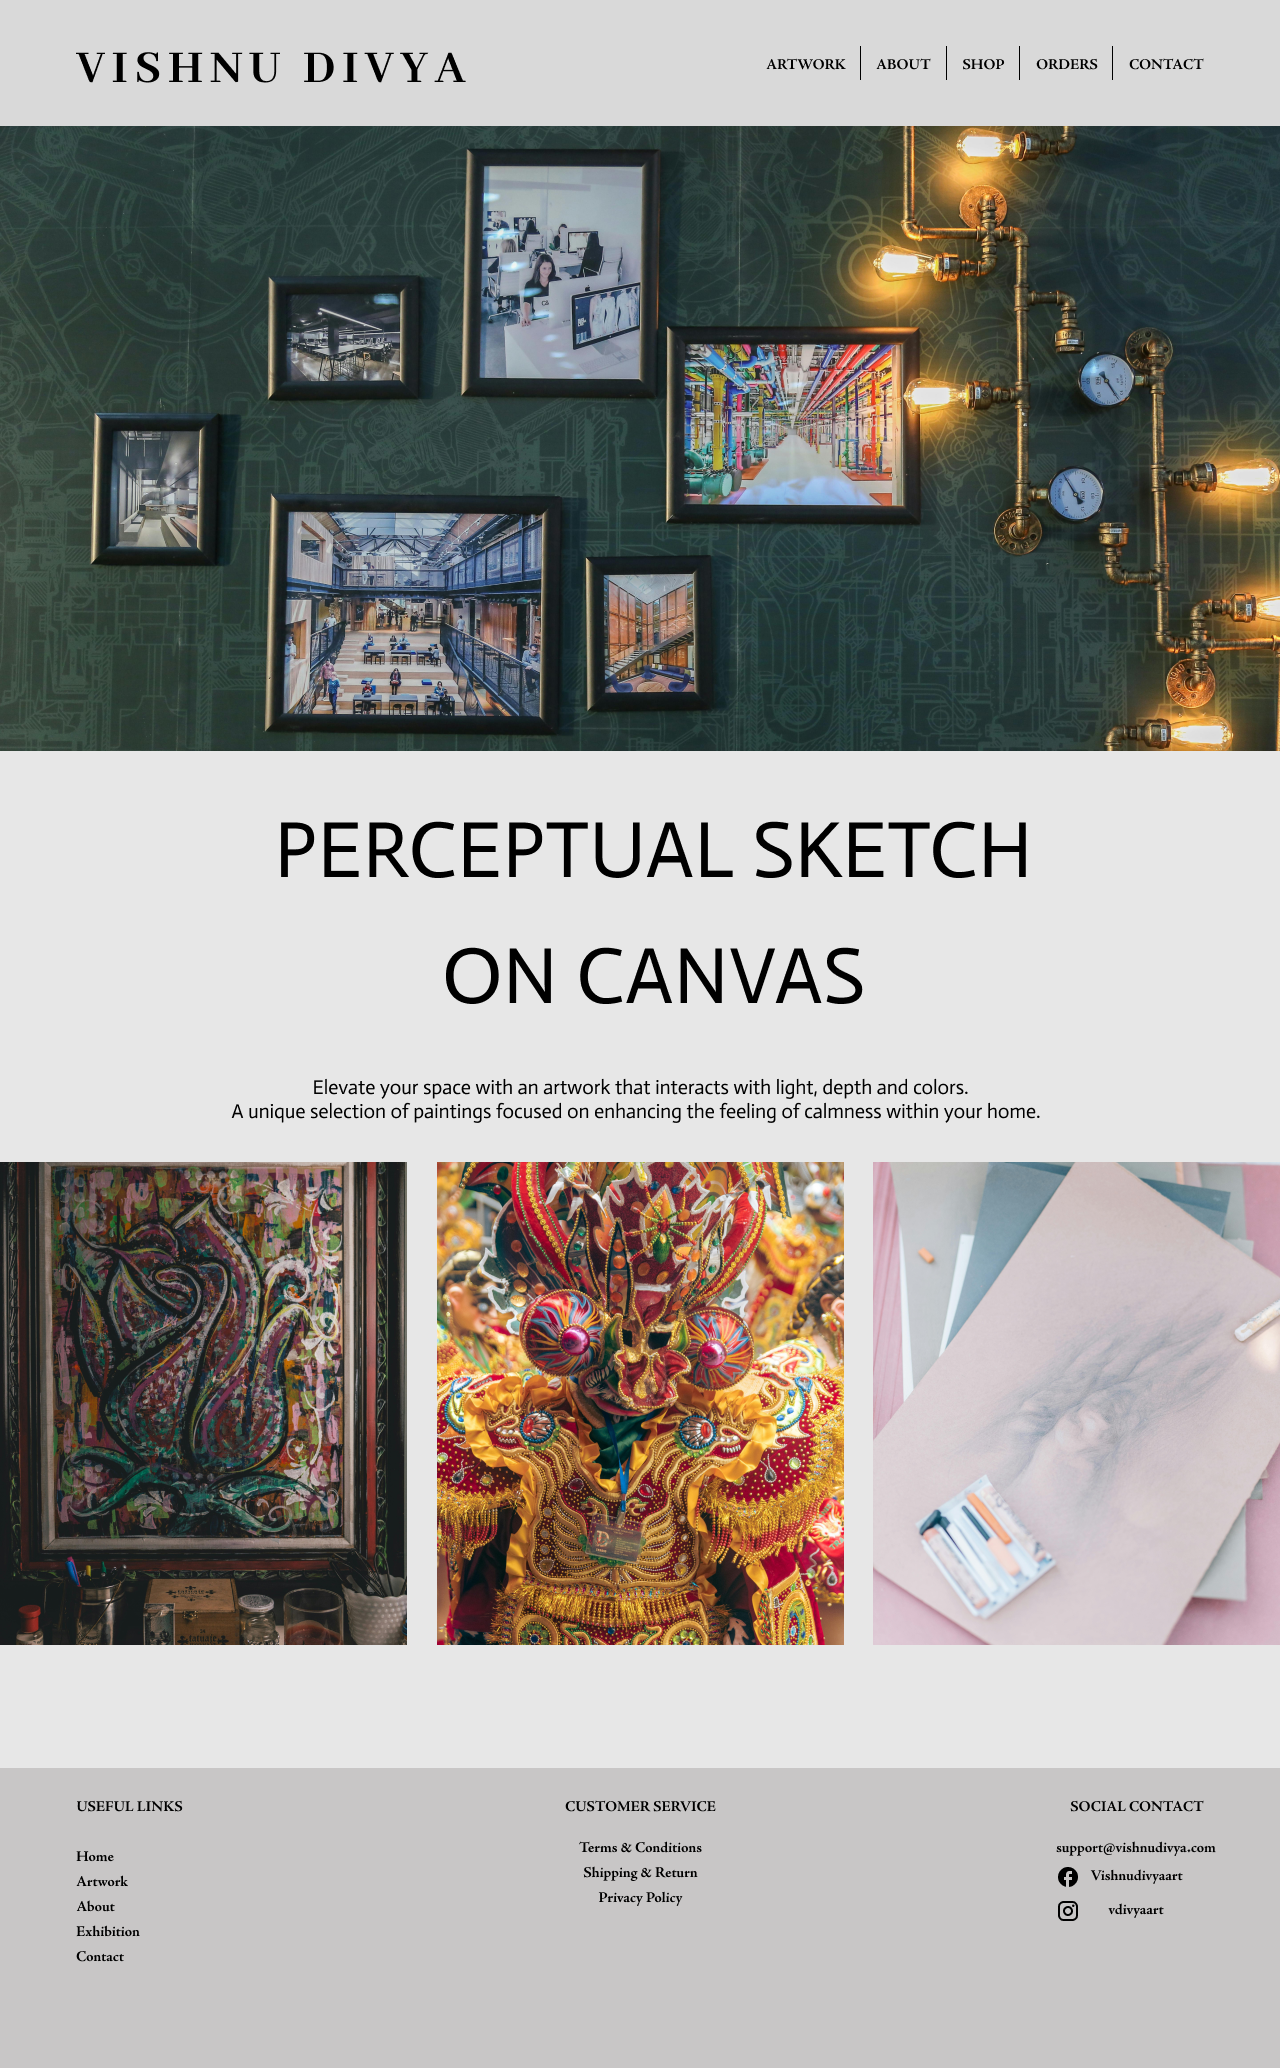 VISHNU DIVYA
ARTWORK
ABOUT
SHOP
ORDERS
CONTACT
PERCEPTUAL SKETCH
ON CANVAS
Elevate your space with an artwork that interacts with light, depth and colors.
A unique selection of paintings focused on enhancing the feeling of calmness within your home.
USEFUL LINKS
Home
Artwork
About
Exhibition
Contact
CUSTOMER SERVICE
Terms & Conditions
Shipping & Return
Privacy Policy
SOCIAL CONTACT
support@vishnudivya.com
Vishnudivyaart
vdivyaart